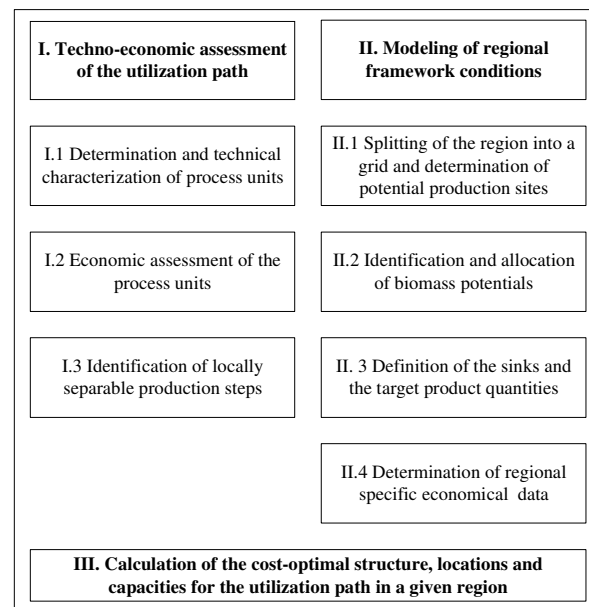 I. Techno-economic assessment
of the utilization path
I.1 Determination and technical
characterization of process units
I.2 Economic assessment of the
process units
I.3 Identification of locally
separable production steps
II. Modeling of regional
framework conditions
II.1 Splitting of the region into a
grid and determination of
potential production sites
II.2 Identification and allocation
of biomass potentials
II. 3 Definition of the sinks and
the target product quantities
II.4 Determination of regional
specific economical data
III. Calculation of the cost-optimal structure, locations and
capacities for the utilization path in a given region